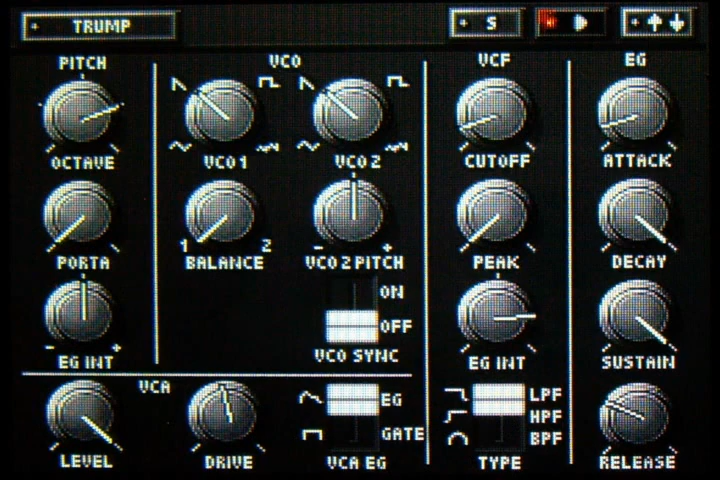 TRUMP
S
PITCH
VCO
VCF
EG
OCTAVE
VCO 1
VCO 2
CUTOFF
ATTACK
1
2
- +
PORTA
BALANCE
VCO 2 PITCH
PEAK
DECAY
ON
OFF
- +
EG INT
VCO SYNC
EG INT
SUSTAIN
VCA
EG
GATE
LPF
HPF
BPF
LEVEL
DRIVE
VCA EG
TYPE
RELEASE